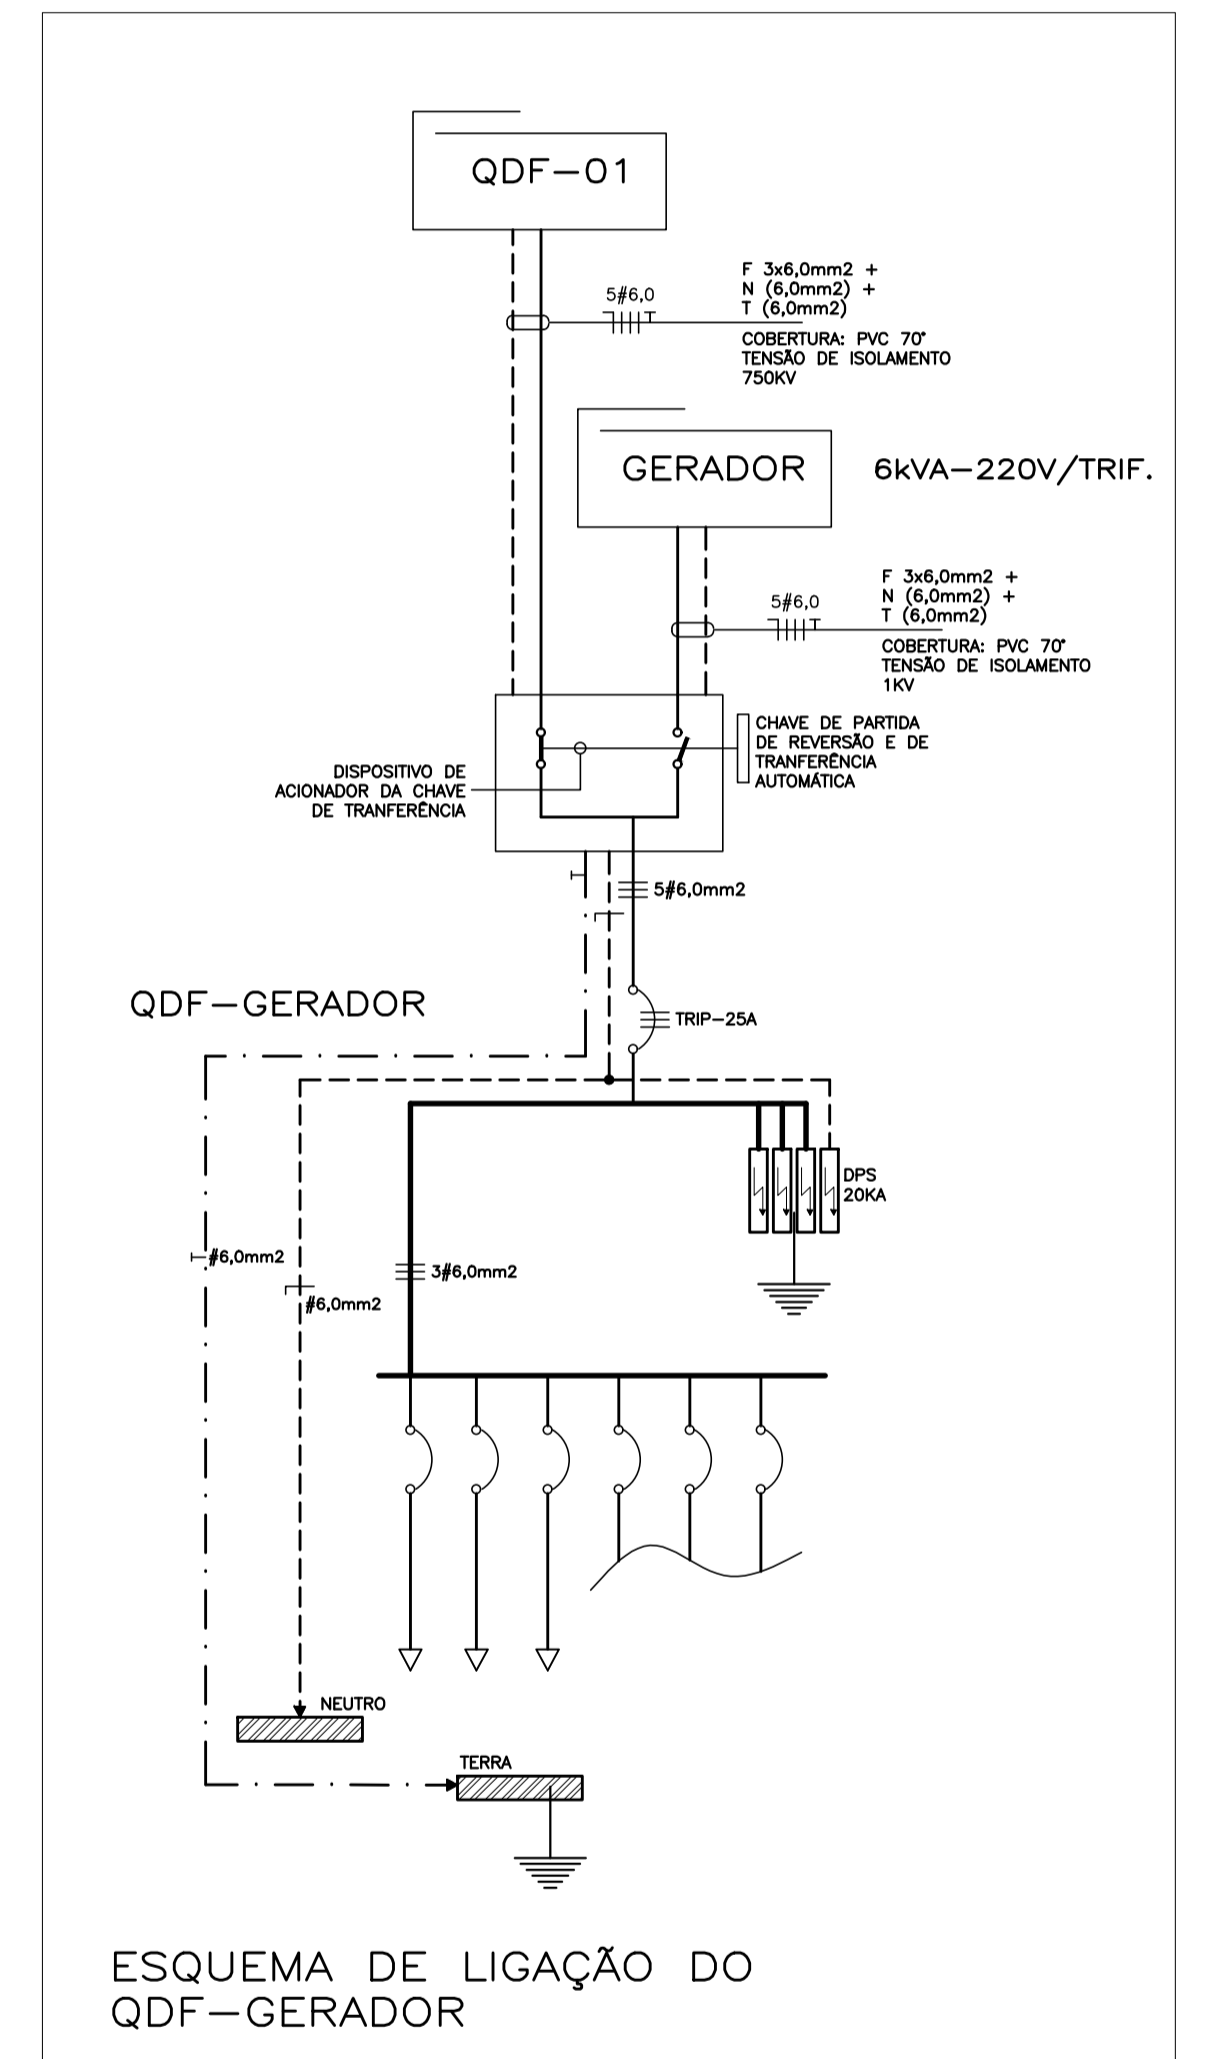 QDF-01
5#6,0
F 3x6,0mm2 +
N (6,0mm2) +
T (6,0mm2)
COBERTURA: PVC 70°
TENSÃO DE ISOLAMENTO
750KV
GERADOR
6kVA-220V/TRIF.
5#6,0
F 3x6,0mm2 +
N (6,0mm2) +
T (6,0mm2)
COBERTURA: PVC 70°
TENSÃO DE ISOLAMENTO
1KV
CHAVE DE PARTIDA
DE REVERSÃO E DE
TRANFERÊNCIA
AUTOMÁTICA
DISPOSITIVO DE
ACIONADOR DA CHAVE
DE TRANFERÊNCIA
5#6,0mm2
QDF-GERADOR
TRIP-25A
DPS
20KA
#6,0mm2
3#6,0mm2
#6,0mm2
NEUTRO
TERRA
ESQUEMA DE LIGAÇÃO DO
QDF-GERADOR